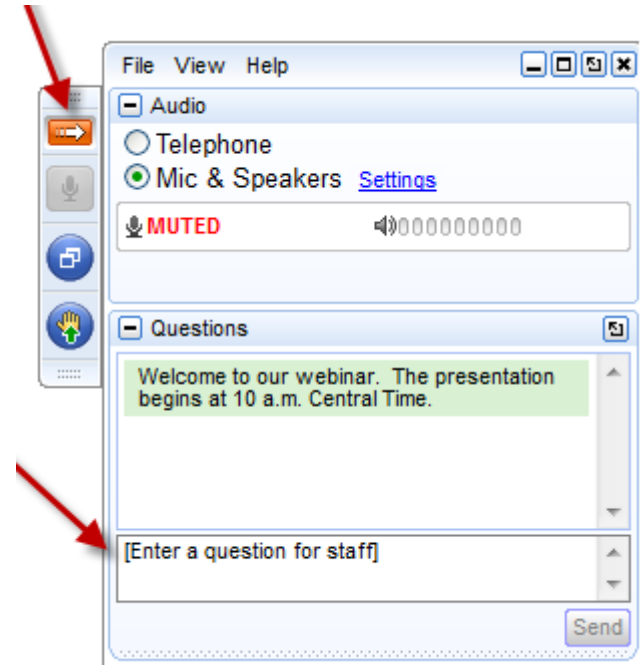 File View Help
Audio
Telephone
Mic & Speakers Settings
MUTED 000000000
Questions
Welcome to our webinar. The presentation
begins at 10 a.m. Central Time.
[Enter a question for staff]
Send